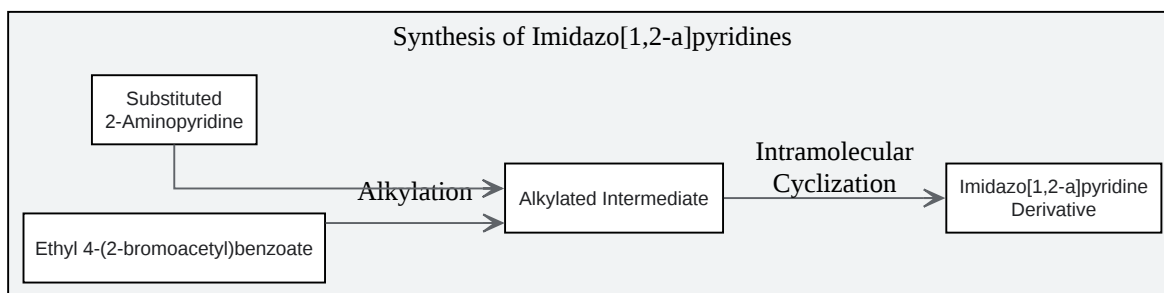 Synthesis of Imidazo[1,2-a]pyridines
Substituted
2-Aminopyridine
Alkylation
Ethyl 4-(2-bromoacetyl)benzoate
Alkylated Intermediate
Intramolecular
Cyclization
Imidazo[1,2-a]pyridine
Derivative